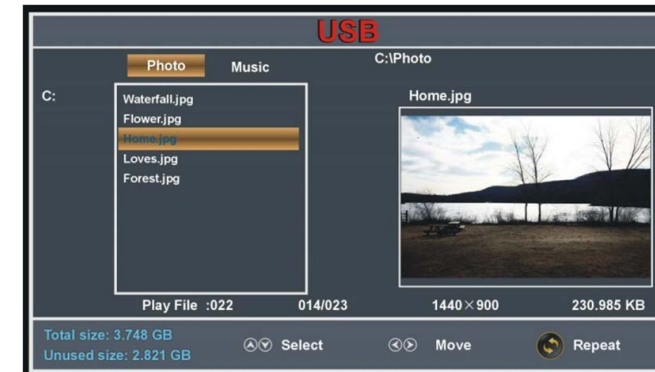 USB
Photo Music C:\Photo
C: Home.jpg
Waterfall.jpg
Flower.jpg
Home.jpg
Loves.jpg
Forest.jpg
Play File :022 014/023 1440×900 230.985 KB
Total size: 3.748 GB
Unused size: 2.821 GB
Select Move Repeat